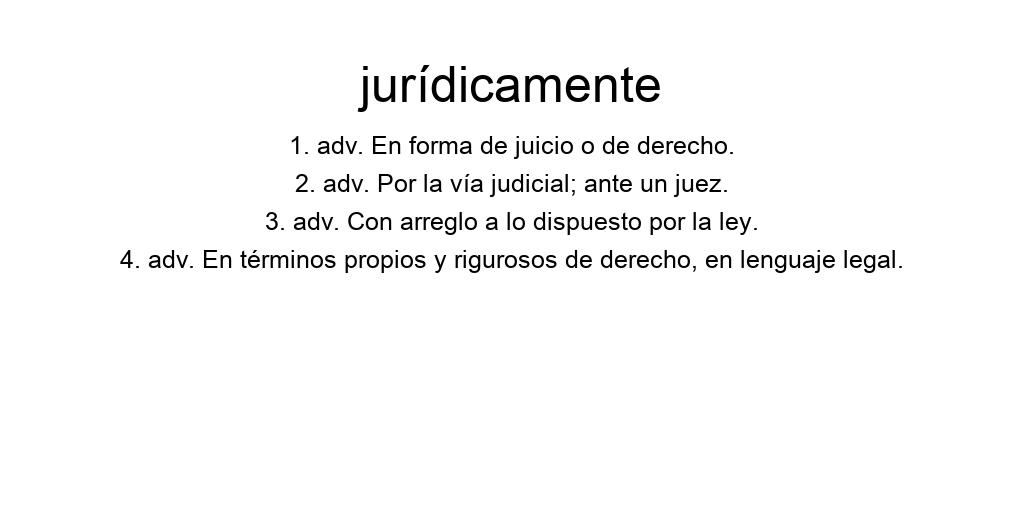 jurídicamente
1. adv. En forma de juicio o de derecho.
2. adv. Por la vía judicial; ante un juez.
3. adv. Con arreglo a lo dispuesto por la ley.
4. adv. En términos propios y rigurosos de derecho, en lenguaje legal.